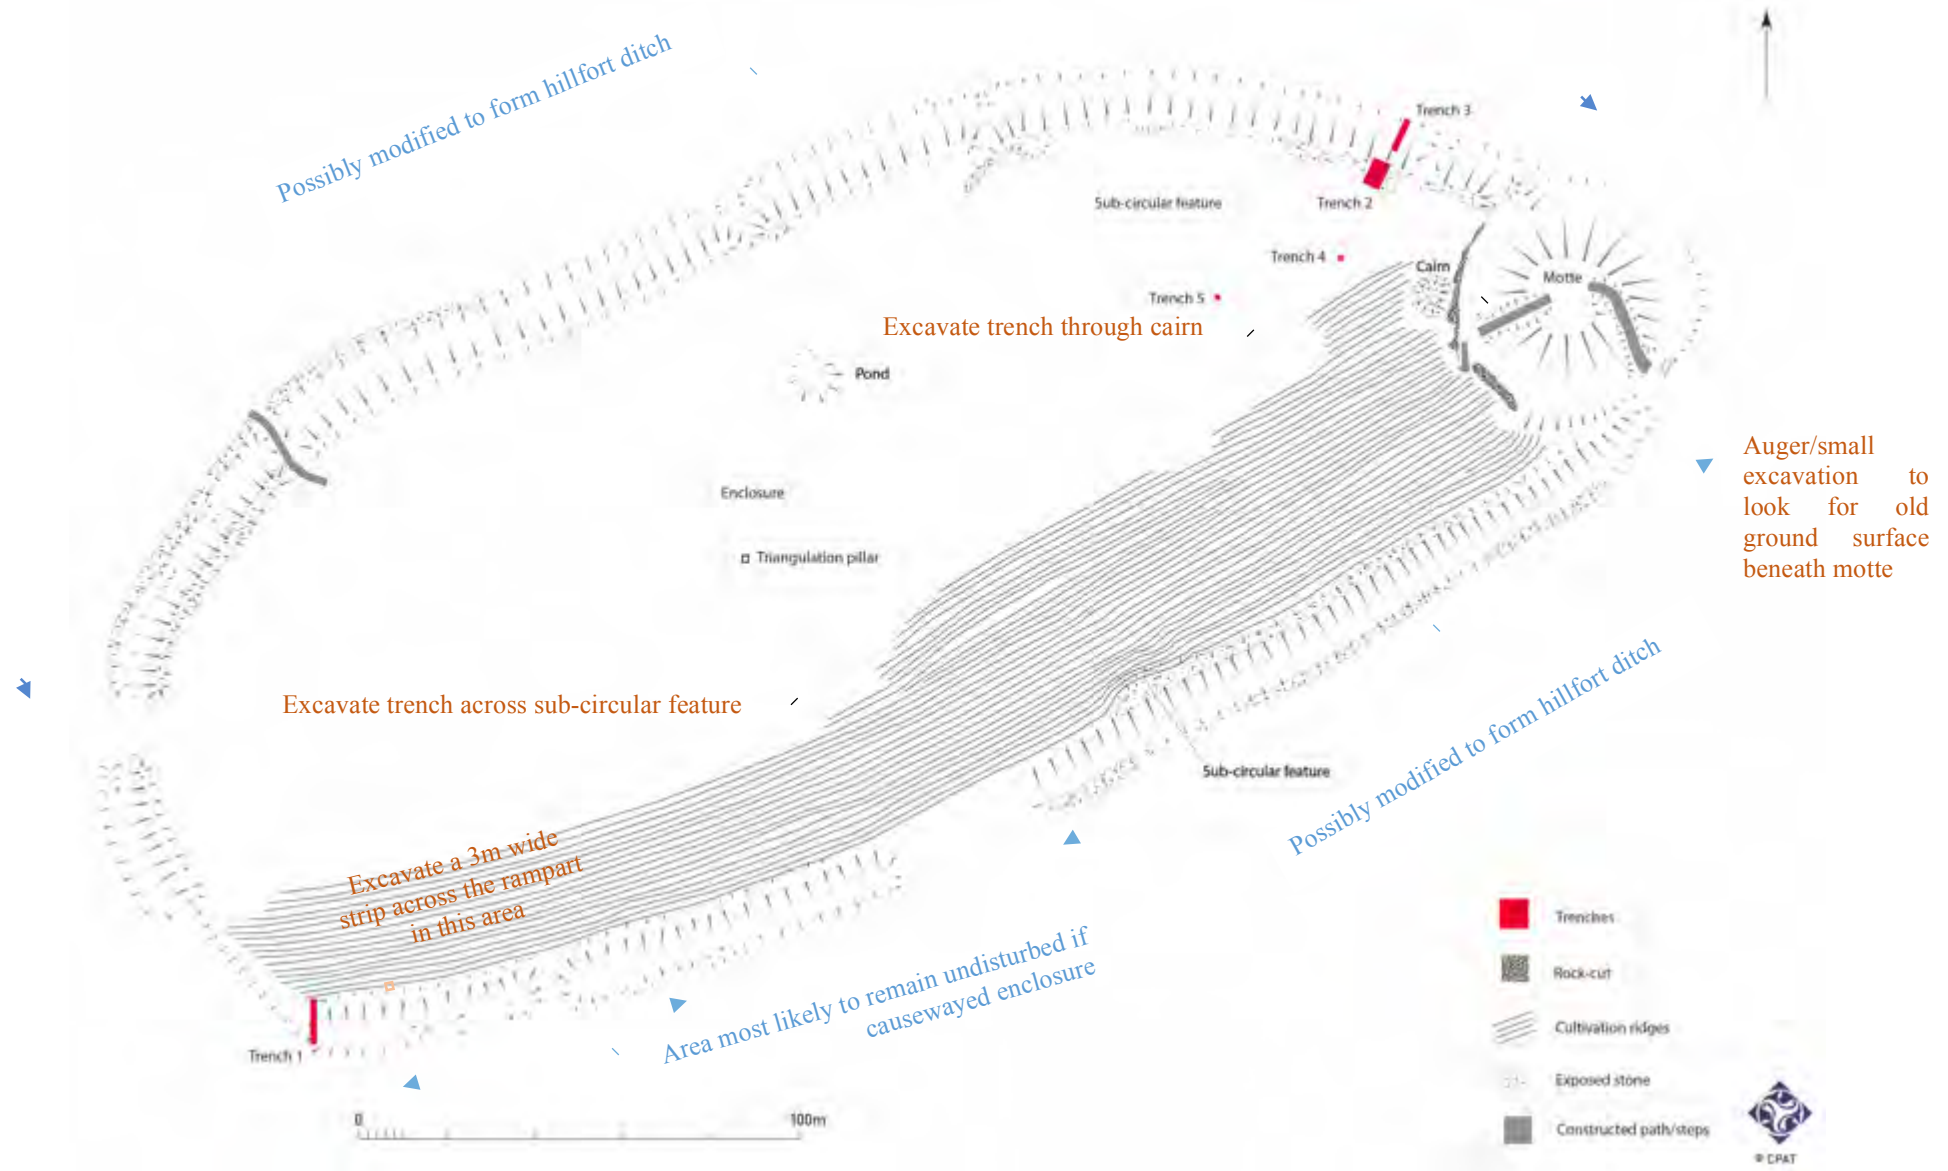 Possibly modified to form hillfort ditch
Trench 3
Sub-circular feature
Trench 2
Trench 4
Cairn
Motte
Trench 5
Excavate trench through cairn
Pond
Auger/small
excavation to
look for old
ground surface
beneath motte
Enclosure
Triangulation pillar
Excavate trench across sub-circular feature
Sub-circular feature
Possibly modified to form hillfort ditch
Excavate a 3m wide
strip across the rampart
in this area
Area most likely to remain undisturbed if
causewayed enclosure
Trench 1
0 100m
Trenches
Rock-cut
Cultivation ridges
Exposed stone
Constructed path/steps
© CPAT